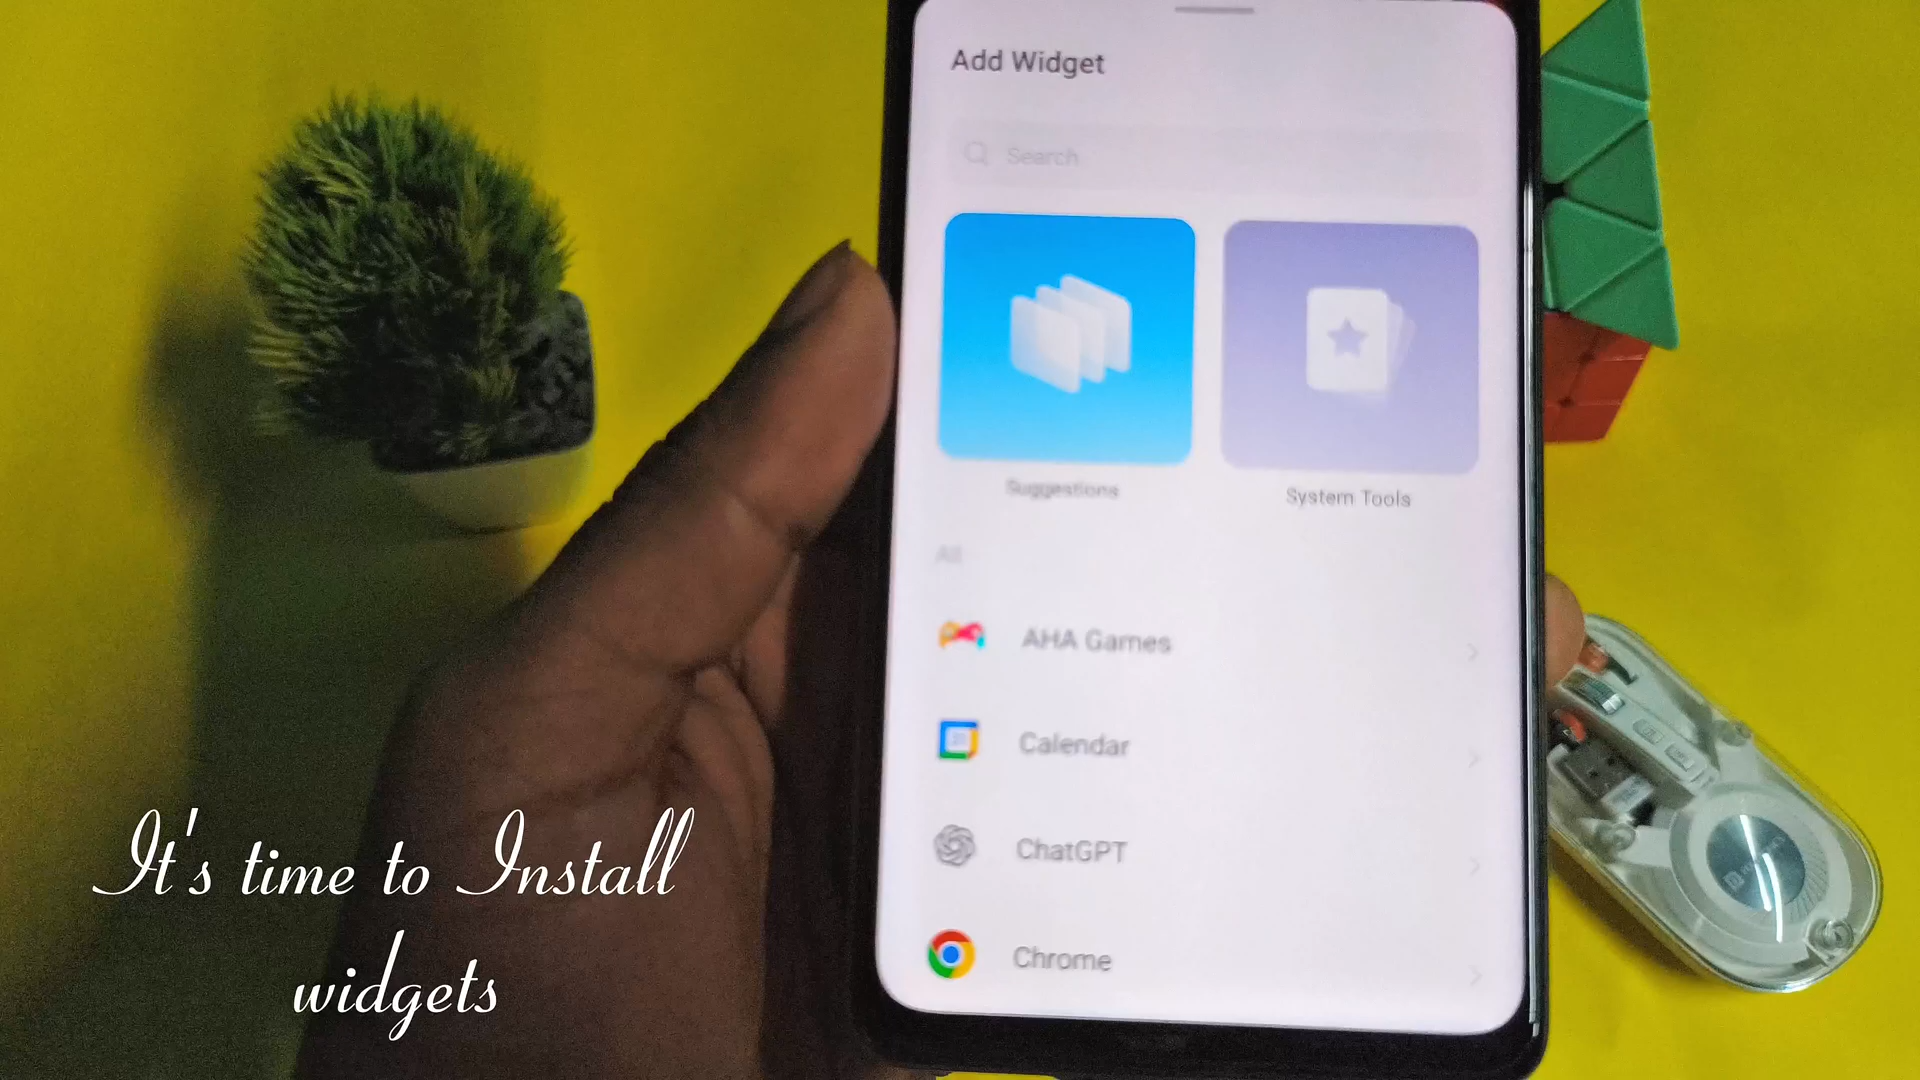 Add Widget
Search
Suggestions
System Tools
All
AHA Games
Calendar
ChatGPT
Chrome
It's time to Install
widgets